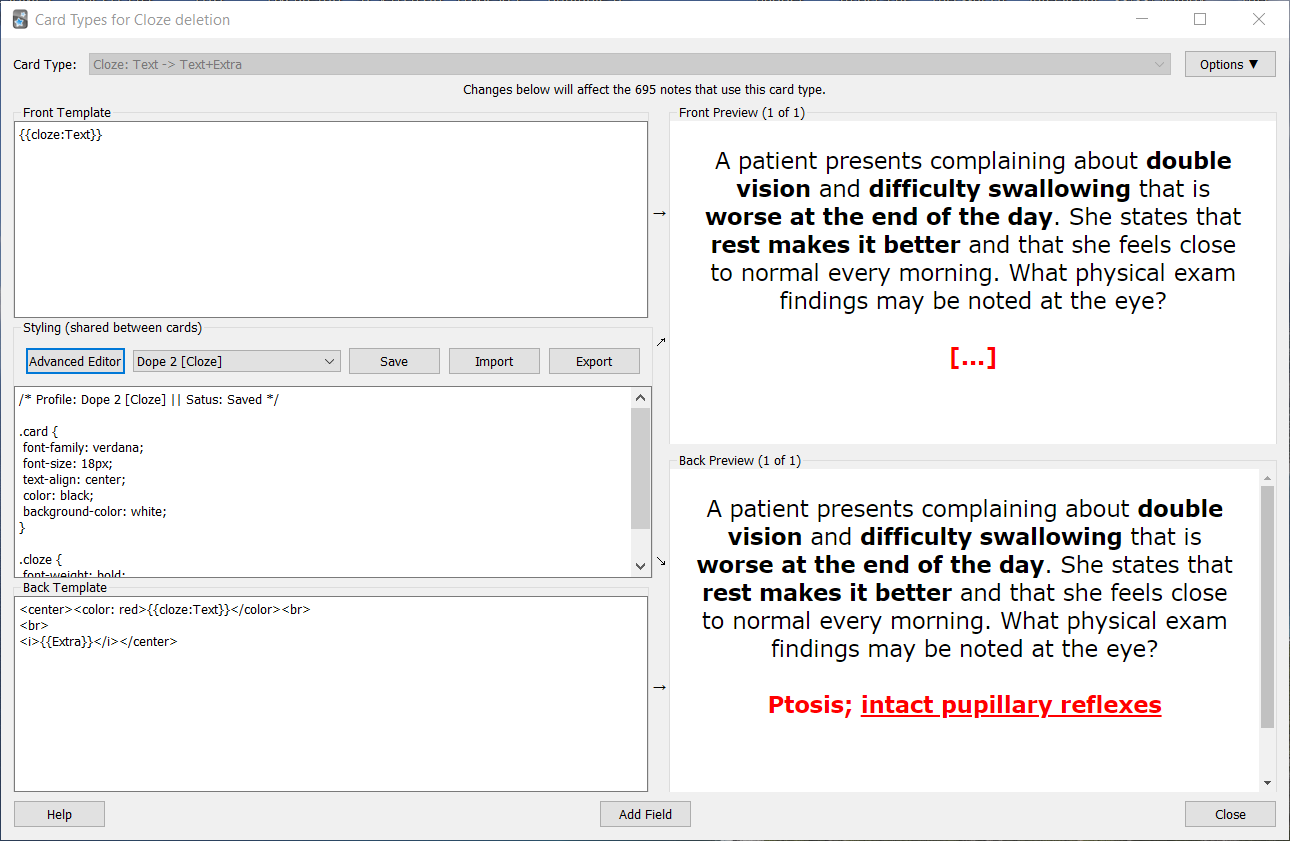 Card Types for Cloze deletion
Card Type: Cloze: Text -> Text+Extra Options ▼
Changes below will affect the 695 notes that use this card type.
Front Template
{{cloze:Text}}
Styling (shared between cards)
Advanced Editor Dope 2 [Cloze] Save Import Export
/* Profile: Dope 2 [Cloze] || Satus: Saved */
.card {
font-family: verdana;
font-size: 18px;
text-align: center;
color: black;
background-color: white;
}
.cloze {
font-weight: bold;
Back Template
<center><color: red>{{cloze:Text}}</color><br>
<br>
<i>{{Extra}}</i></center>
Front Preview (1 of 1)
A patient presents complaining about double
vision and difficulty swallowing that is
worse at the end of the day. She states that
rest makes it better and that she feels close
to normal every morning. What physical exam
findings may be noted at the eye?
[...]
Back Preview (1 of 1)
A patient presents complaining about double
vision and difficulty swallowing that is
worse at the end of the day. She states that
rest makes it better and that she feels close
to normal every morning. What physical exam
findings may be noted at the eye?
Ptosis; intact pupillary reflexes
Help Add Field Close